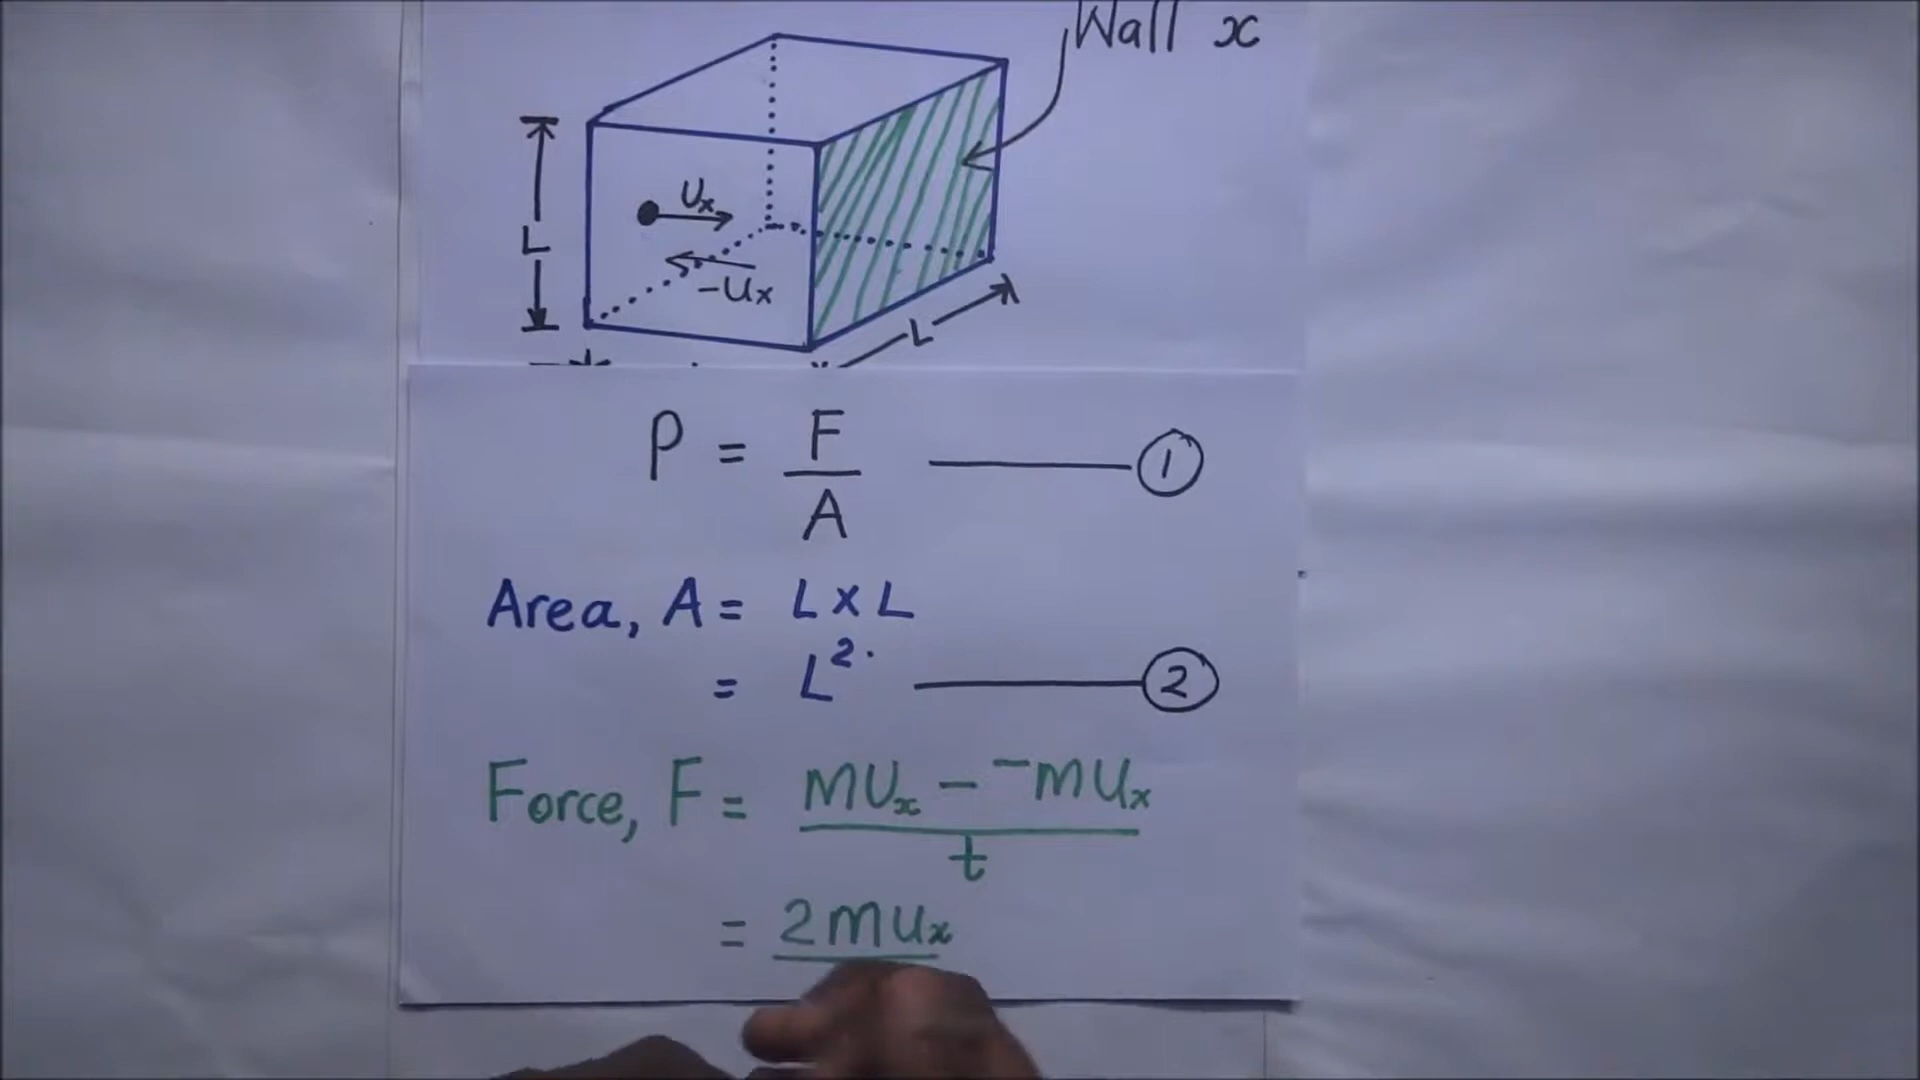 Wall x
Ux
L
-Ux
L
P = F/A —— 1
Area, A = L x L
= L². —— 2
Force, F = MUx - ⁻MUx / t
= 2MUx